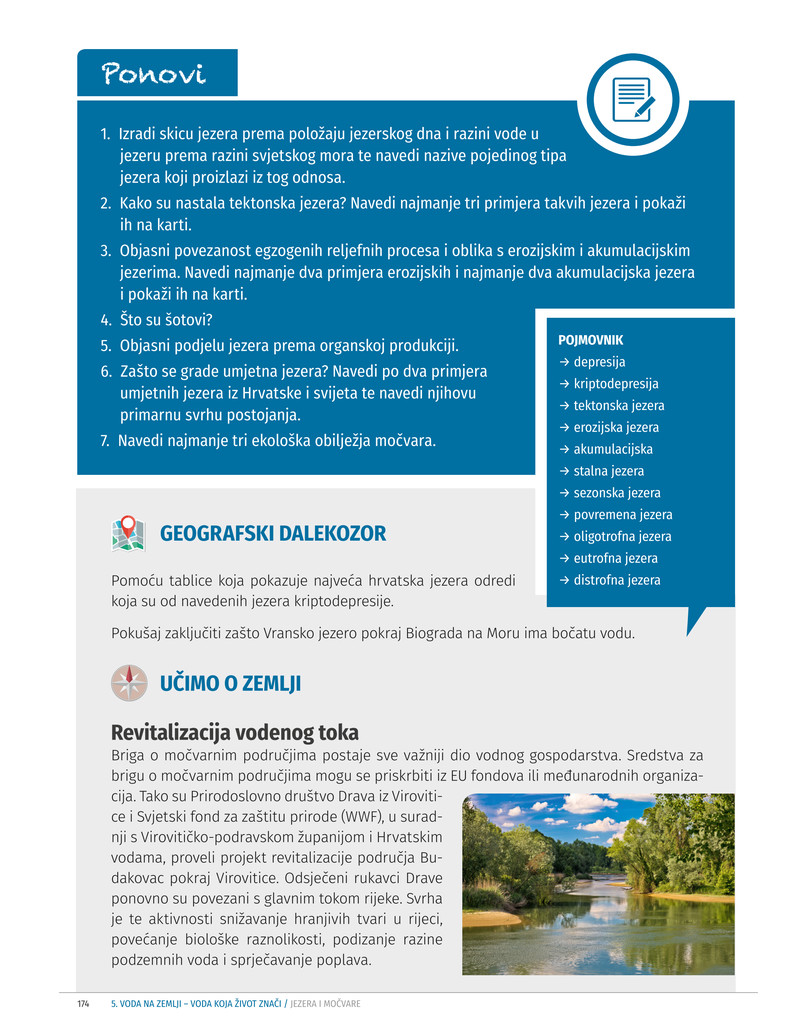 Ponovi
1. Izradi skicu jezera prema položaju jezerskog dna i razini vode u
jezeru prema razini svjetskog mora te navedi nazive pojedinog tipa
jezera koji proizlazi iz tog odnosa.
2. Kako su nastala tektonska jezera? Navedi najmanje tri primjera takvih jezera i pokaži
ih na karti.
3. Objasni povezanost egzogenih reljefnih procesa i oblika s erozijskim i akumulacijskim
jezerima. Navedi najmanje dva primjera erozijskih i najmanje dva akumulacijska jezera
i pokaži ih na karti.
4. Što su šotovi?
5. Objasni podjelu jezera prema organskoj produkciji.
6. Zašto se grade umjetna jezera? Navedi po dva primjera
umjetnih jezera iz Hrvatske i svijeta te navedi njihovu
primarnu svrhu postojanja.
7. Navedi najmanje tri ekološka obilježja močvara.
POJMOVNIK
→ depresija
→ kriptodepresija
→ tektonska jezera
→ erozijska jezera
→ akumulacijska
→ stalna jezera
→ sezonska jezera
→ povremena jezera
→ oligotrofna jezera
→ eutrofna jezera
→ distrofna jezera
GEOGRAFSKI DALEKOZOR
Pomoću tablice koja pokazuje najveća hrvatska jezera odredi
koja su od navedenih jezera kriptodepresije.
Pokušaj zaključiti zašto Vransko jezero pokraj Biograda na Moru ima bočatu vodu.
UČIMO O ZEMLJI
Revitalizacija vodenog toka
Briga o močvarnim područjima postaje sve važniji dio vodnog gospodarstva. Sredstva za
brigu o močvarnim područjima mogu se priskrbiti iz EU fondova ili međunarodnih organiza-
cija. Tako su Prirodoslovno društvo Drava iz Viroviti-
ce i Svjetski fond za zaštitu prirode (WWF), u surad-
nji s Virovitičko-podravskom županijom i Hrvatskim
vodama, proveli projekt revitalizacije područja Bu-
dakovac pokraj Virovitice. Odsječeni rukavci Drave
ponovno su povezani s glavnim tokom rijeke. Svrha
je te aktivnosti snižavanje hranjivih tvari u rijeci,
povećanje biološke raznolikosti, podizanje razine
podzemnih voda i sprječavanje poplava.
174 5. VODA NA ZEMLJI – VODA KOJA ŽIVOT ZNAČI / JEZERA I MOČVARE